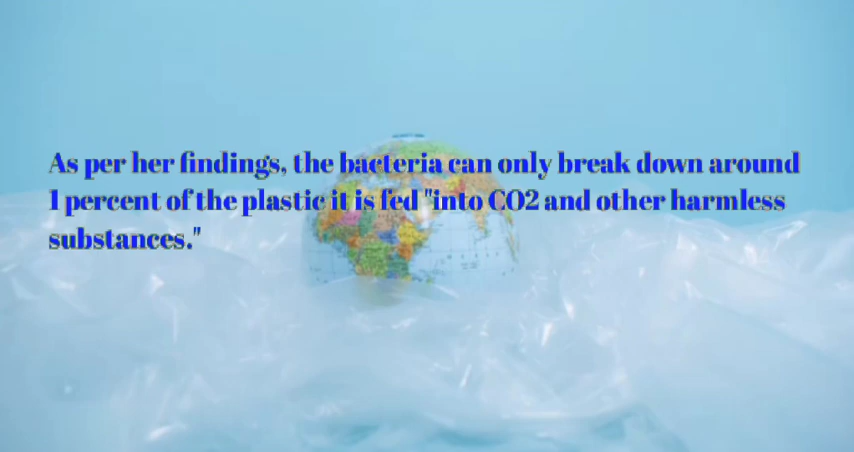 As per her findings, the bacteria can only break down around
1 percent of the plastic it is fed "into CO2 and other harmless
substances."